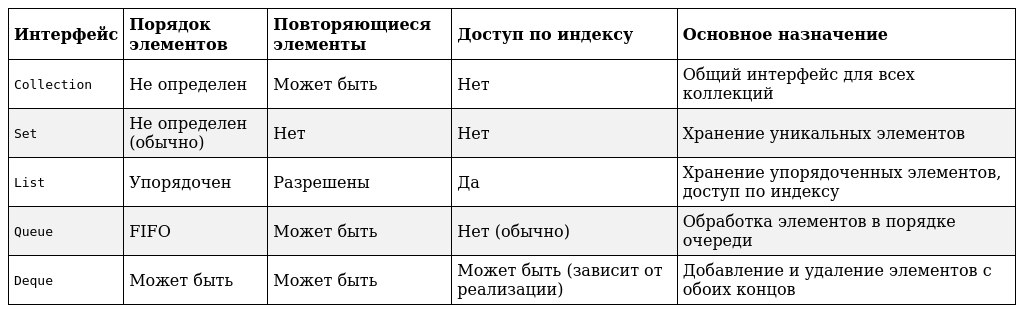 Интерфейс Порядок элементов Повторяющиеся элементы Доступ по индексу Основное назначение
Collection Не определен Может быть Нет Общий интерфейс для всех коллекций
Set Не определен (обычно) Нет Нет Хранение уникальных элементов
List Упорядочен Разрешены Да Хранение упорядоченных элементов, доступ по индексу
Queue FIFO Может быть Нет (обычно) Обработка элементов в порядке очереди
Deque Может быть Может быть Может быть (зависит от реализации) Добавление и удаление элементов с обоих концов